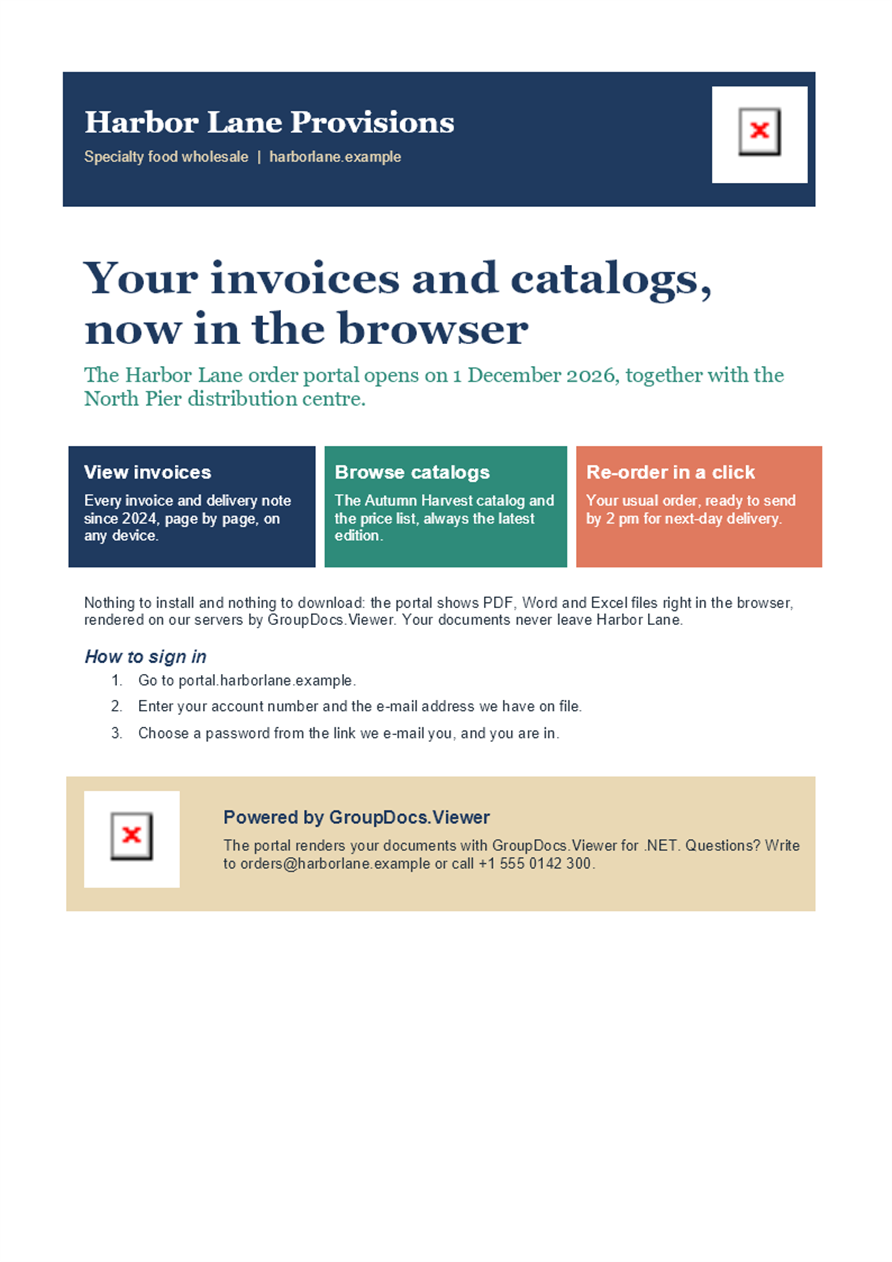 Harbor Lane Provisions
Specialty food wholesale | harborlane.example
Your invoices and catalogs,
now in the browser
The Harbor Lane order portal opens on 1 December 2026, together with the
North Pier distribution centre.
View invoices
Every invoice and delivery note
since 2024, page by page, on
any device.
Browse catalogs
The Autumn Harvest catalog and
the price list, always the latest
edition.
Re-order in a click
Your usual order, ready to send
by 2 pm for next-day delivery.
Nothing to install and nothing to download: the portal shows PDF, Word and Excel files right in the browser,
rendered on our servers by GroupDocs.Viewer. Your documents never leave Harbor Lane.
How to sign in
1. Go to portal.harborlane.example.
2. Enter your account number and the e-mail address we have on file.
3. Choose a password from the link we e-mail you, and you are in.
Powered by GroupDocs.Viewer
The portal renders your documents with GroupDocs.Viewer for .NET. Questions? Write
to orders@harborlane.example or call +1 555 0142 300.